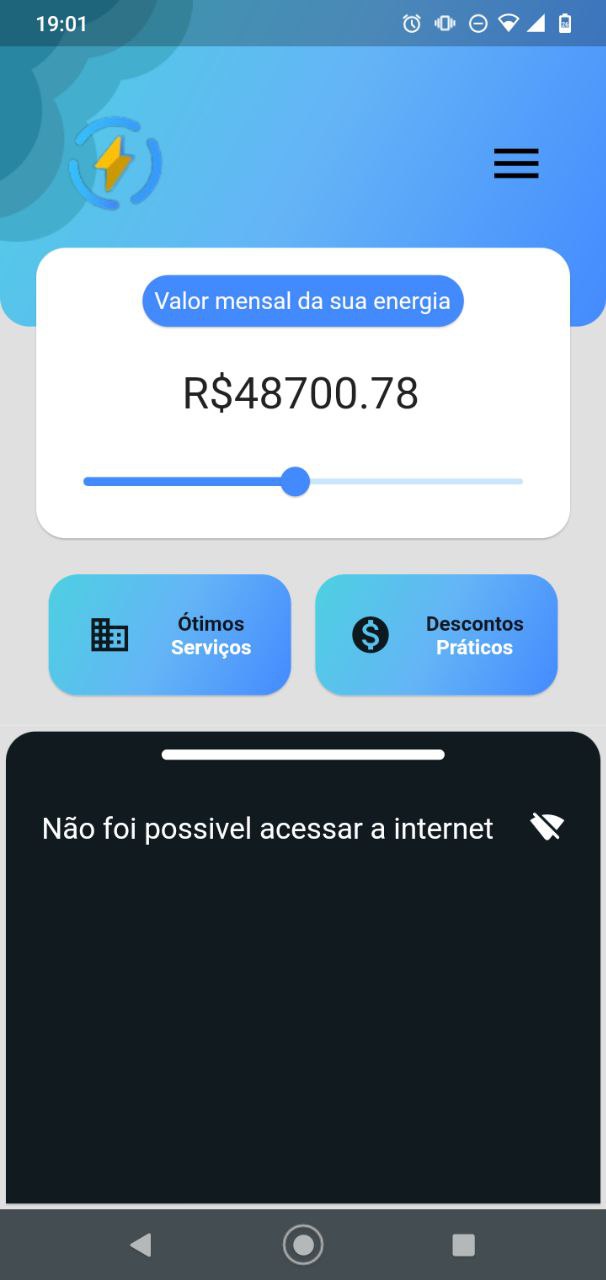 19:01
Valor mensal da sua energia
R$48700.78
Ótimos
Serviços
Descontos
Práticos
Não foi possivel acessar a internet